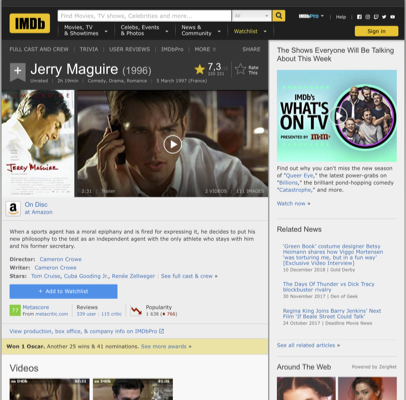 IMDb
Find Movies, TV shows, Celebrities and more...
All
IMDbPro
Help
Movies, TV
& Showtimes
Celebs, Events
& Photos
News &
Community
Watchlist
Sign in
FULL CAST AND CREW | TRIVIA | USER REVIEWS | IMDbPro | MORE
SHARE
+ Jerry Maguire (1996)
7,3
Rate
This
Unrated | 2h 19min | Comedy, Drama, Romance | 5 March 1997 (France)
Jerry Maguire
2:31 | Trailer
2 VIDEOS | 111 IMAGES
On Disc
at Amazon
When a sports agent has a moral epiphany and is fired for expressing it, he decides to put his
new philosophy to the test as an independent agent with the only athlete who stays with him
and his former secretary.
Director: Cameron Crowe
Writer: Cameron Crowe
Stars: Tom Cruise, Cuba Gooding Jr., Renée Zellweger | See full cast & crew »
+ Add to Watchlist
77
Metascore
From metacritic.com
Reviews
339 user | 115 critic
Popularity
View production, box office, & company info on IMDbPro
Won 1 Oscar. Another 25 wins & 41 nominations. See more awards »
Videos
The Shows Everyone Will Be Talking
About This Week
IMDb's
WHAT'S
ON TV
PRESENTED BY
Find out why you can't miss the new season
of "Queer Eye," the latest power-grabs on
"Billions," the brilliant pond-hopping comedy
"Catastrophe," and more.
Watch now »
Related News
'Green Book' costume designer Betsy
Heimann shares how Viggo Mortensen
'was torturing me, but in a fun way'
[Exclusive Video Interview]
10 December 2018 | Gold Derby
The Days Of Thunder vs Dick Tracy
blockbuster rivalry
30 November 2017 | Den of Geek
Regina King Joins Barry Jenkins' Next
Film 'If Beale Street Could Talk'
24 October 2017 | Deadline Movie News
See all related articles »
Around The Web
Powered by ZergNet